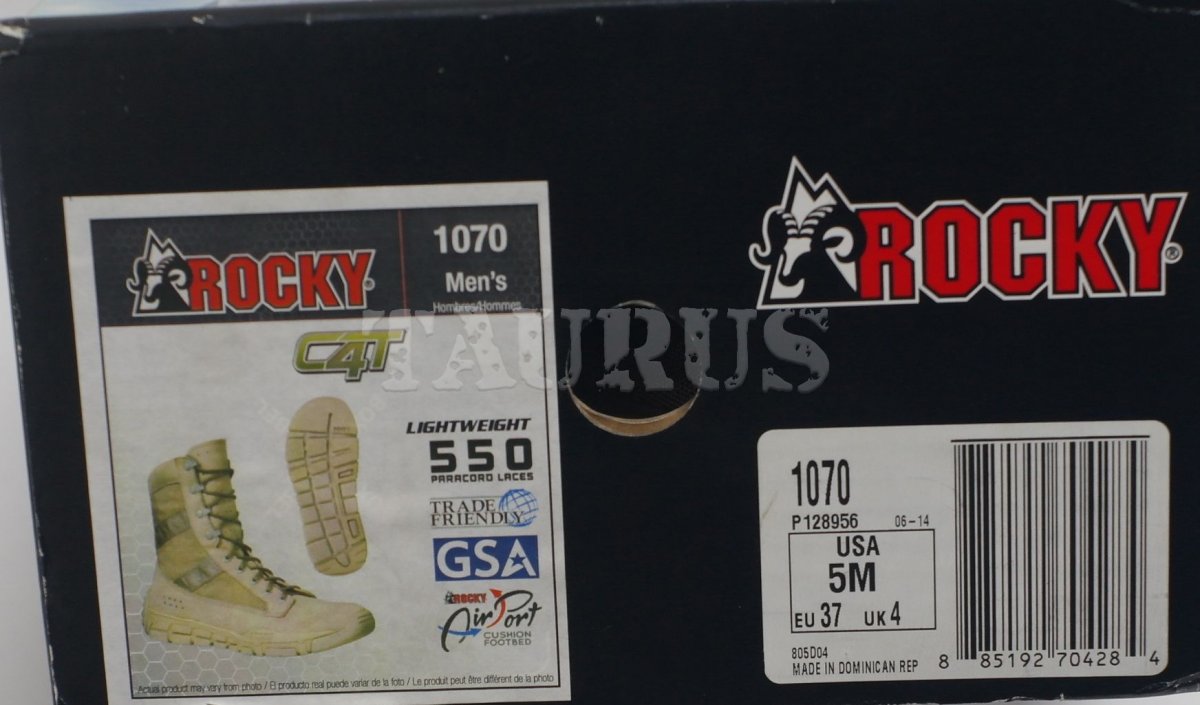 ROCKY®
1070
Men's
Hombres/Hommes
C4T
LIGHTWEIGHT
550
PARACORD LACES
TRADE
FRIENDLY
GSA
ROCKY
AirPort
CUSHION
FOOTBED
Actual product may vary from photo / El producto real puede variar de la foto / Le produit peut être différent de la photo
TAURUS
ROCKY®
1070
P128956 06-14
USA
5M
EU 37 UK 4
805D04
MADE IN DOMINICAN REP
8 85192 70428 4